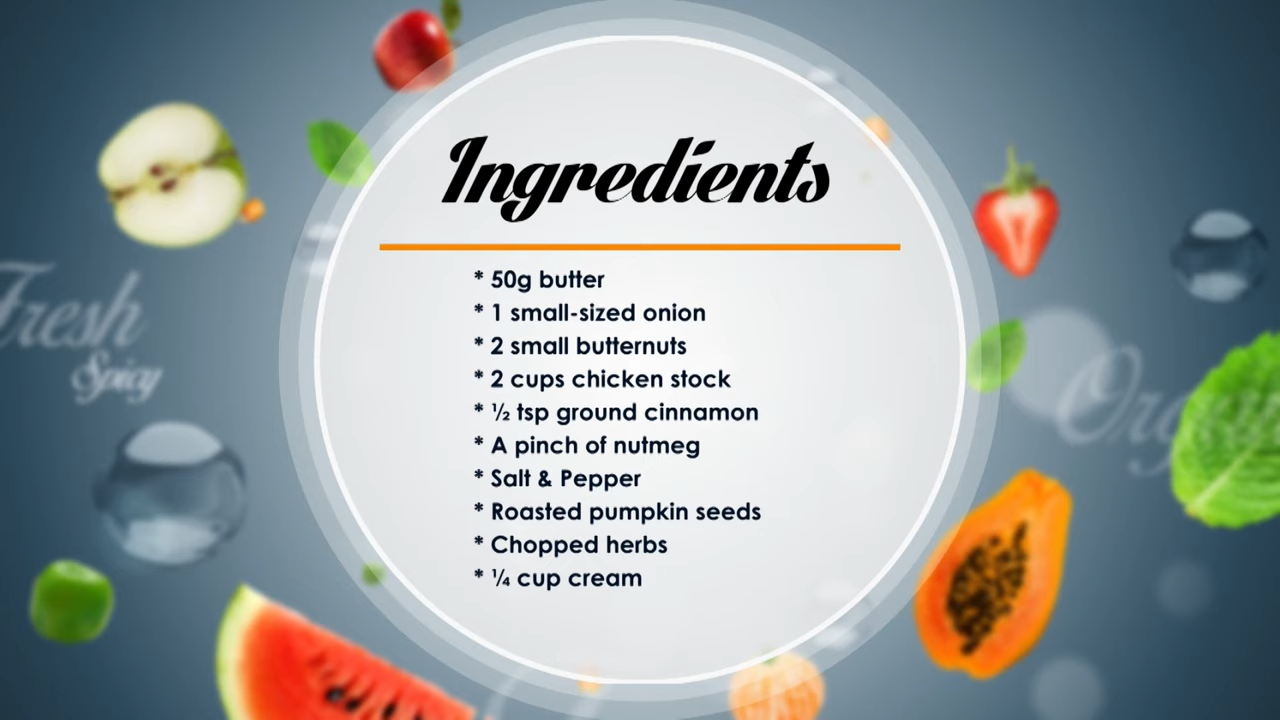 Ingredients
* 50g butter
* 1 small-sized onion
* 2 small butternuts
* 2 cups chicken stock
* ½ tsp ground cinnamon
* A pinch of nutmeg
* Salt & Pepper
* Roasted pumpkin seeds
* Chopped herbs
* ¼ cup cream
Fresh
Spicy